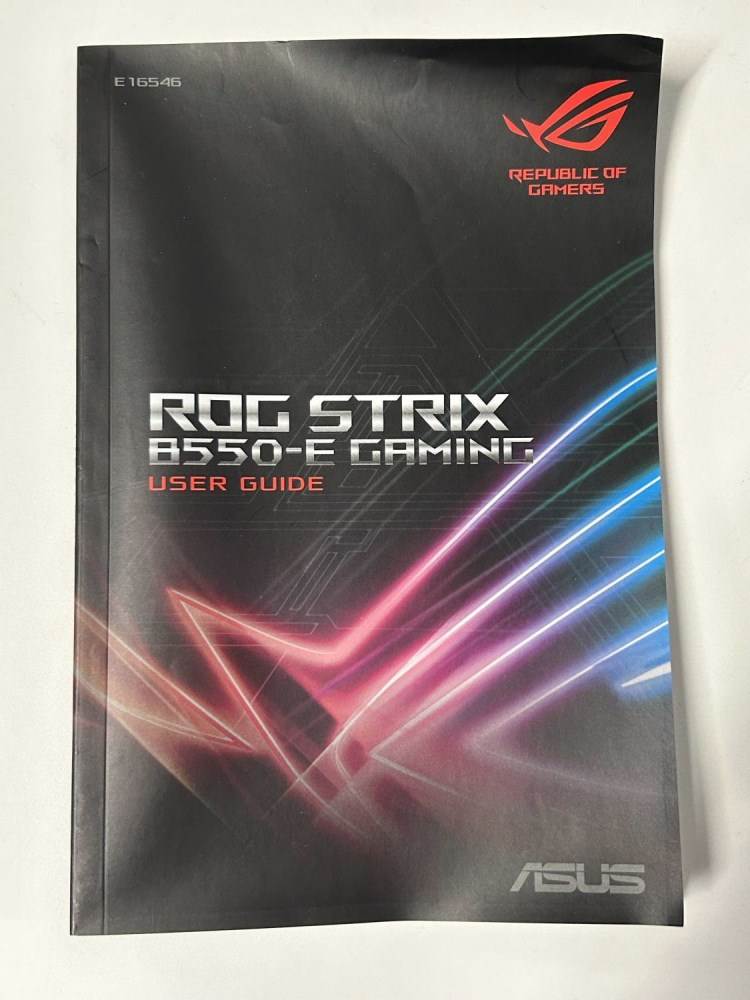 E16546
REPUBLIC OF
GAMERS
ROG STRIX
B550-E GAMING
USER GUIDE
ASUS